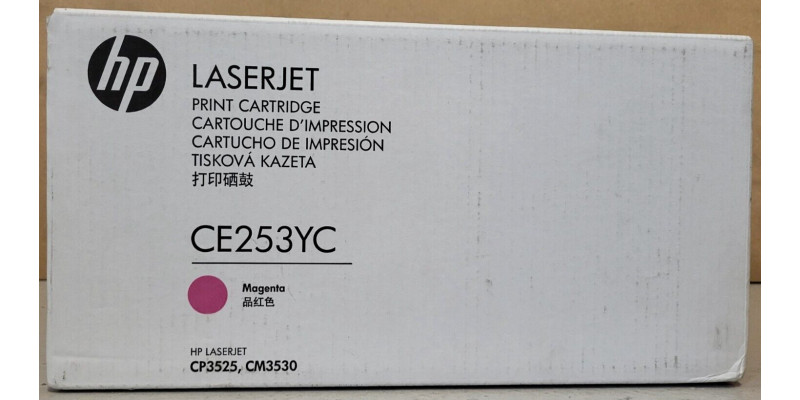 hp
LASERJET
PRINT CARTRIDGE
CARTOUCHE D'IMPRESSION
CARTUCHO DE IMPRESIÓN
TISKOVÁ KAZETA
打印硒鼓
CE253YC
Magenta
品红色
HP LASERJET
CP3525, CM3530